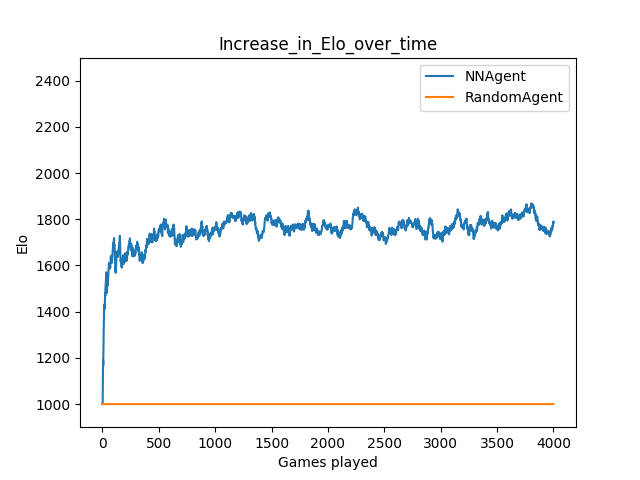 Increase_in_Elo_over_time
NNAgent
RandomAgent
2400
2200
2000
1800
1600
1400
1200
1000
Elo
0 500 1000 1500 2000 2500 3000 3500 4000
Games played